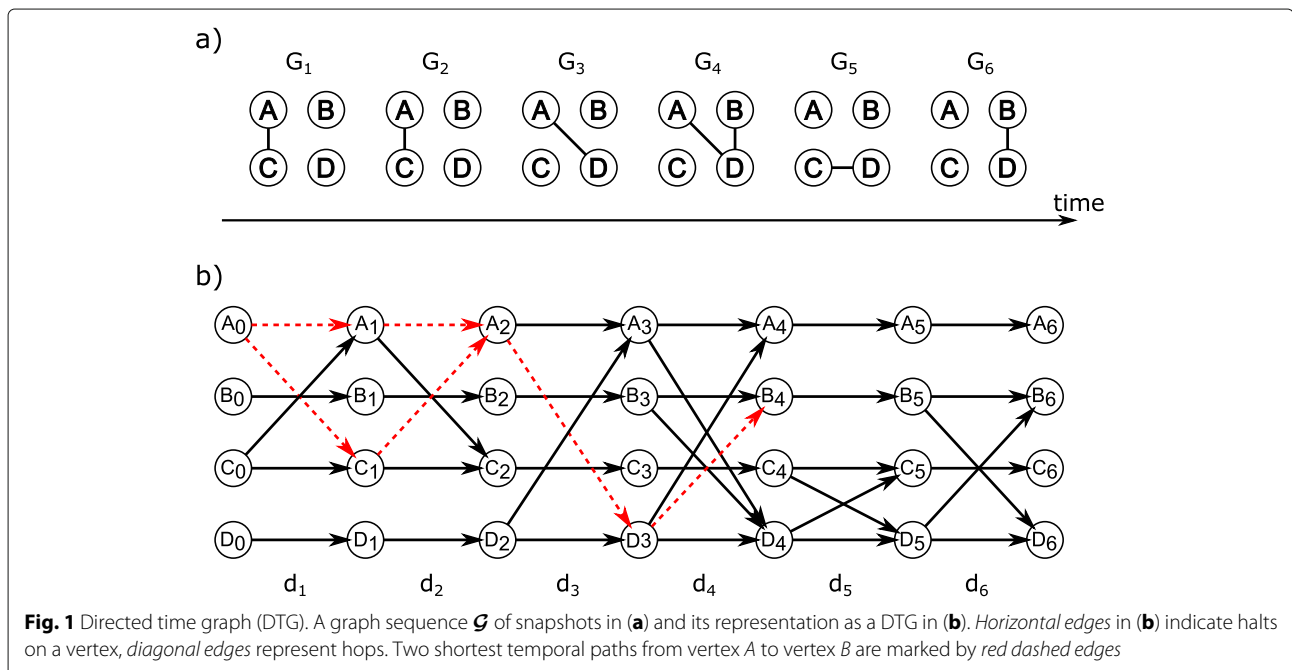 a)
G₁ G₂ G₃ G₄ G₅ G₆
A B A B A B A B A B A B
C D C D C D C D C D C D
time
b)
A₀ A₁ A₂ A₃ A₄ A₅ A₆
B₀ B₁ B₂ B₃ B₄ B₅ B₆
C₀ C₁ C₂ C₃ C₄ C₅ C₆
D₀ D₁ D₂ D3 D₄ D₅ D₆
d₁ d₂ d₃ d₄ d₅ d₆
Fig. 1 Directed time graph (DTG). A graph sequence 𝓖 of snapshots in (a) and its representation as a DTG in (b). Horizontal edges in (b) indicate halts
on a vertex, diagonal edges represent hops. Two shortest temporal paths from vertex A to vertex B are marked by red dashed edges